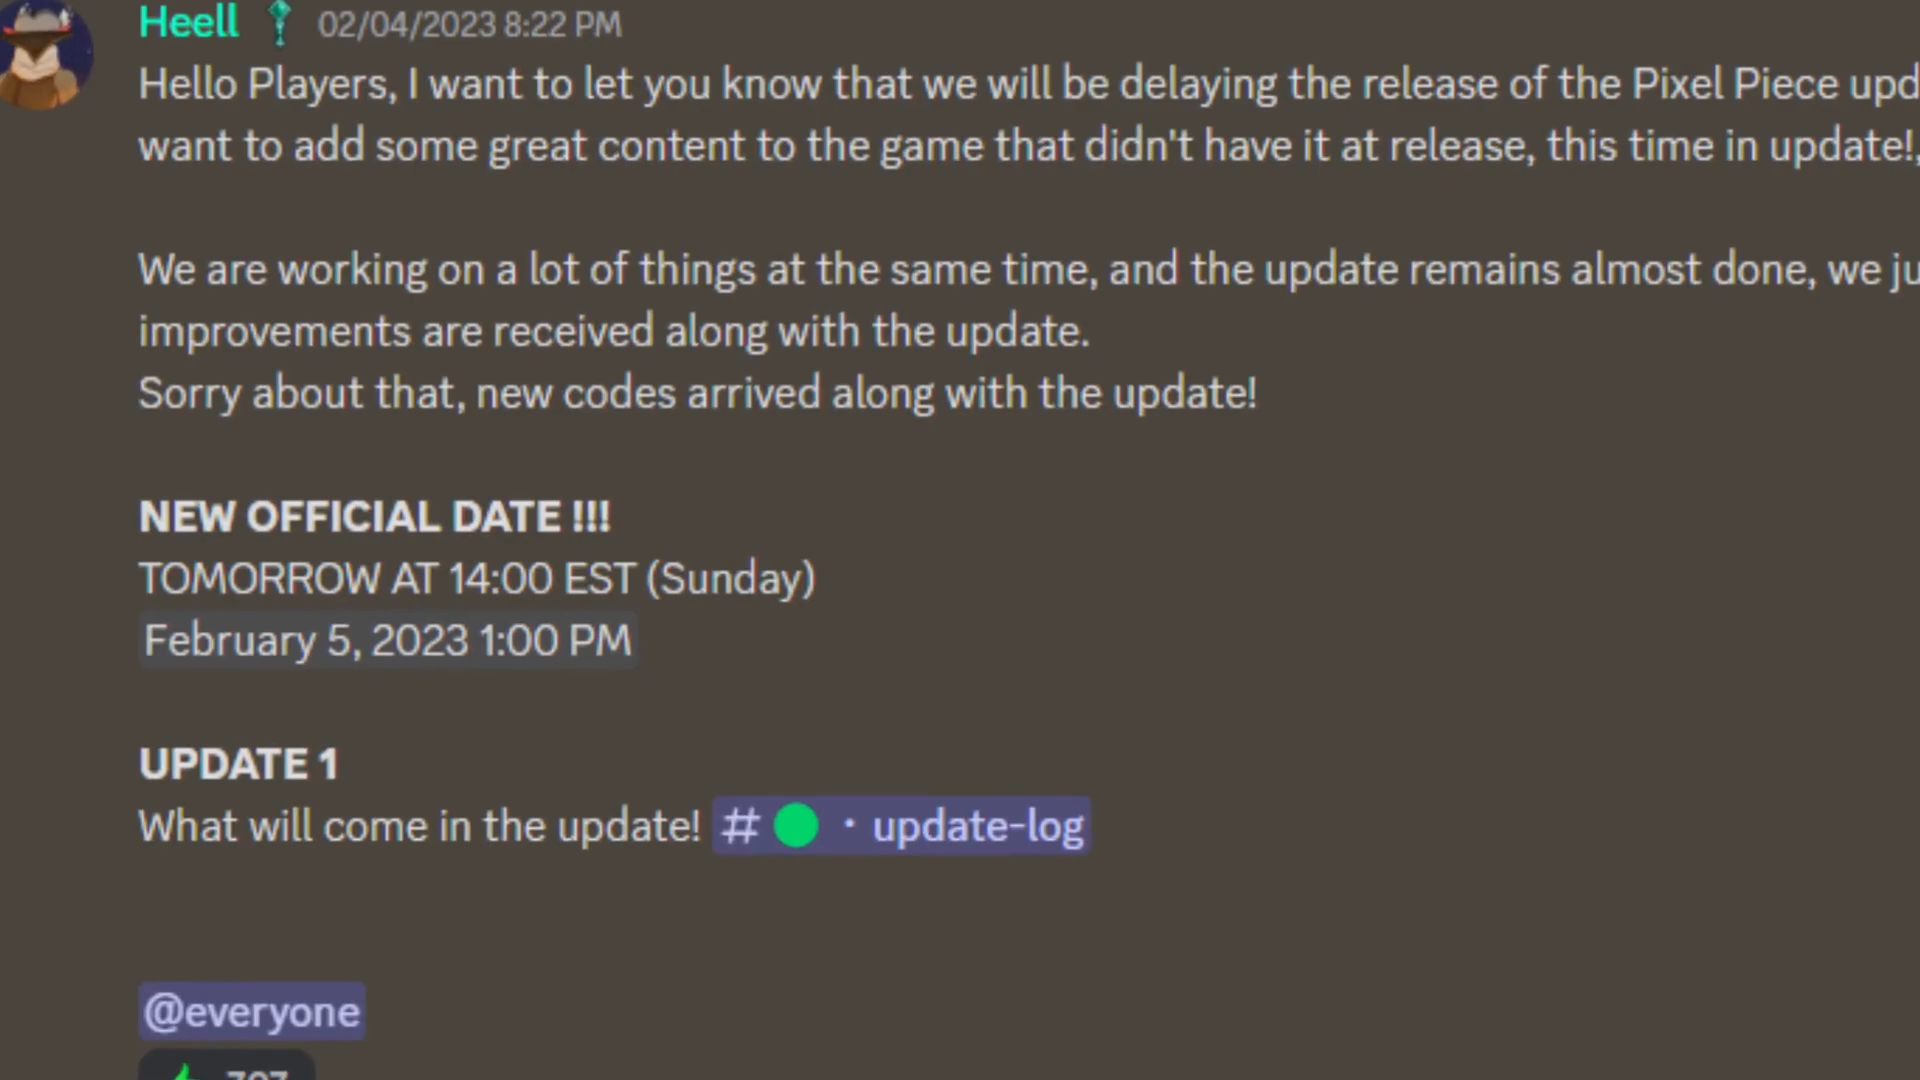 Heell 02/04/2023 8:22 PM
Hello Players, I want to let you know that we will be delaying the release of the Pixel Piece upd
want to add some great content to the game that didn't have it at release, this time in update!,
We are working on a lot of things at the same time, and the update remains almost done, we ju
improvements are received along with the update.
Sorry about that, new codes arrived along with the update!
NEW OFFICIAL DATE !!!
TOMORROW AT 14:00 EST (Sunday)
February 5, 2023 1:00 PM
UPDATE 1
What will come in the update! # · update-log
@everyone